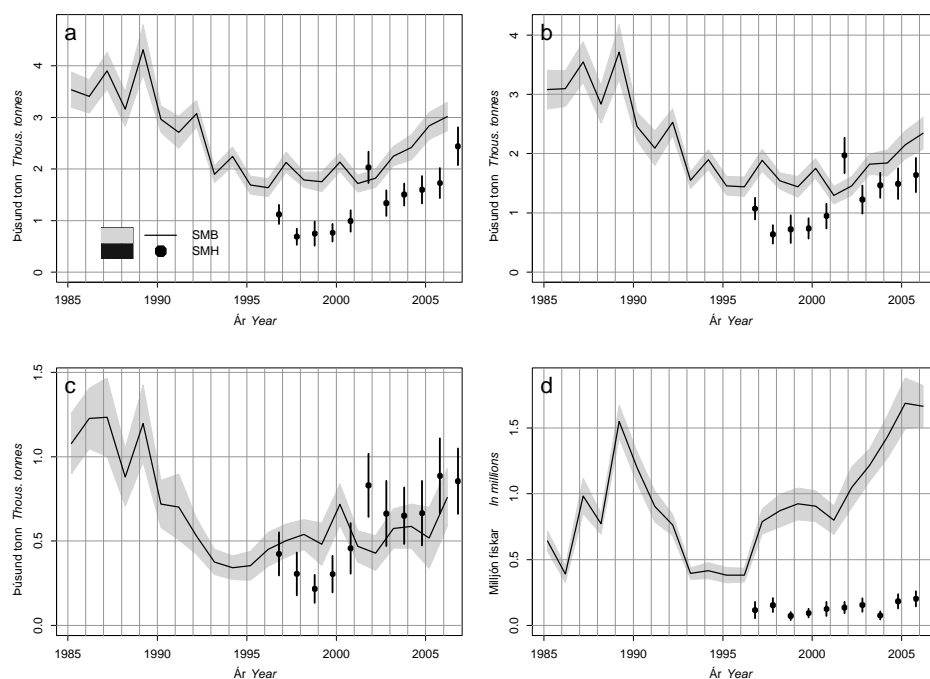 a
Þúsund tonn Thous. tonnes
4
3
2
1
0
SMB
SMH
1985 1990 1995 2000 2005
Ár Year
b
Þúsund tonn Thous. tonnes
4
3
2
1
0
1985 1990 1995 2000 2005
Ár Year
c
Þúsund tonn Thous. tonnes
1.5
1.0
0.5
0.0
1985 1990 1995 2000 2005
Ár Year
d
Milljón fiskar In millions
1.5
1.0
0.5
0.0
1985 1990 1995 2000 2005
Ár Year